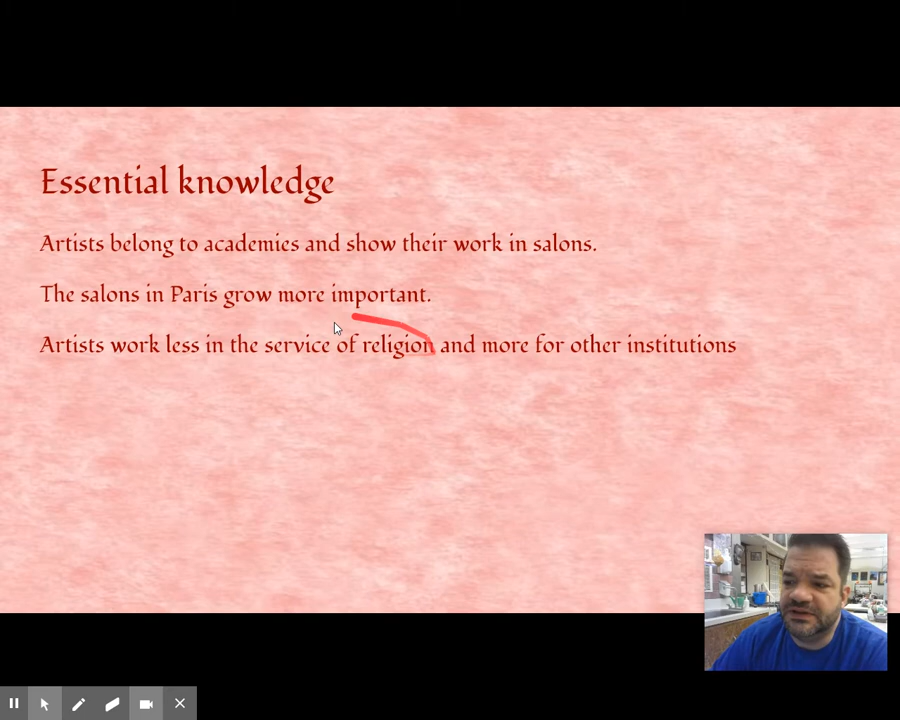 Essential knowledge
Artists belong to academies and show their work in salons.
The salons in Paris grow more important.
Artists work less in the service of religion and more for other institutions